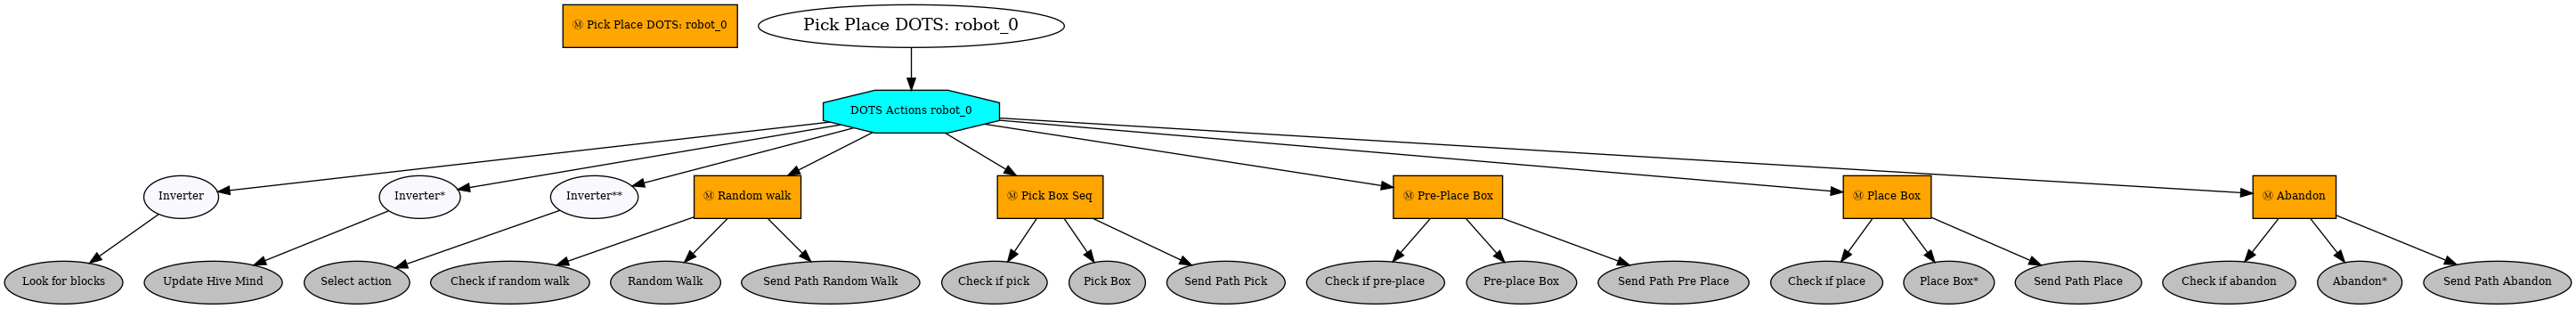 Ⓜ Pick Place DOTS: robot_0
Pick Place DOTS: robot_0
DOTS Actions robot_0
Inverter
Inverter*
Inverter**
Ⓜ Random walk
Ⓜ Pick Box Seq
Ⓜ Pre-Place Box
Ⓜ Place Box
Ⓜ Abandon
Look for blocks
Update Hive Mind
Select action
Check if random walk
Random Walk
Send Path Random Walk
Check if pick
Pick Box
Send Path Pick
Check if pre-place
Pre-place Box
Send Path Pre Place
Check if place
Place Box*
Send Path Place
Check if abandon
Abandon*
Send Path Abandon